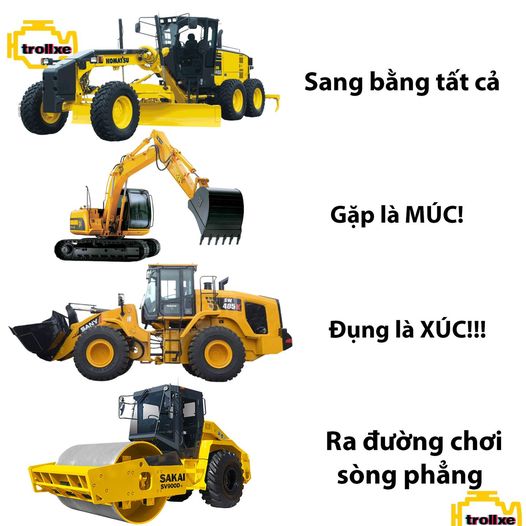 trollxe
KOMATSU
Sang bằng tất cả
Gặp là MÚC!
SANY
SW
405
Đụng là XÚC!!!
SAKAI
SV900D
Ra đường chơi
sòng phẳng
trollxe